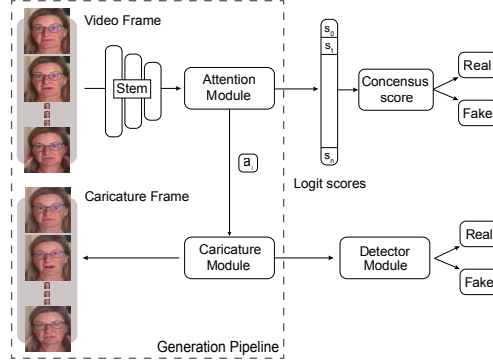 Video Frame
Stem
Attention
Module
s₀
s₁
sₙ
Logit scores
Concensus
score
Real
Fake
aᵢ
Caricature Frame
Caricature
Module
Detector
Module
Real
Fake
Generation Pipeline